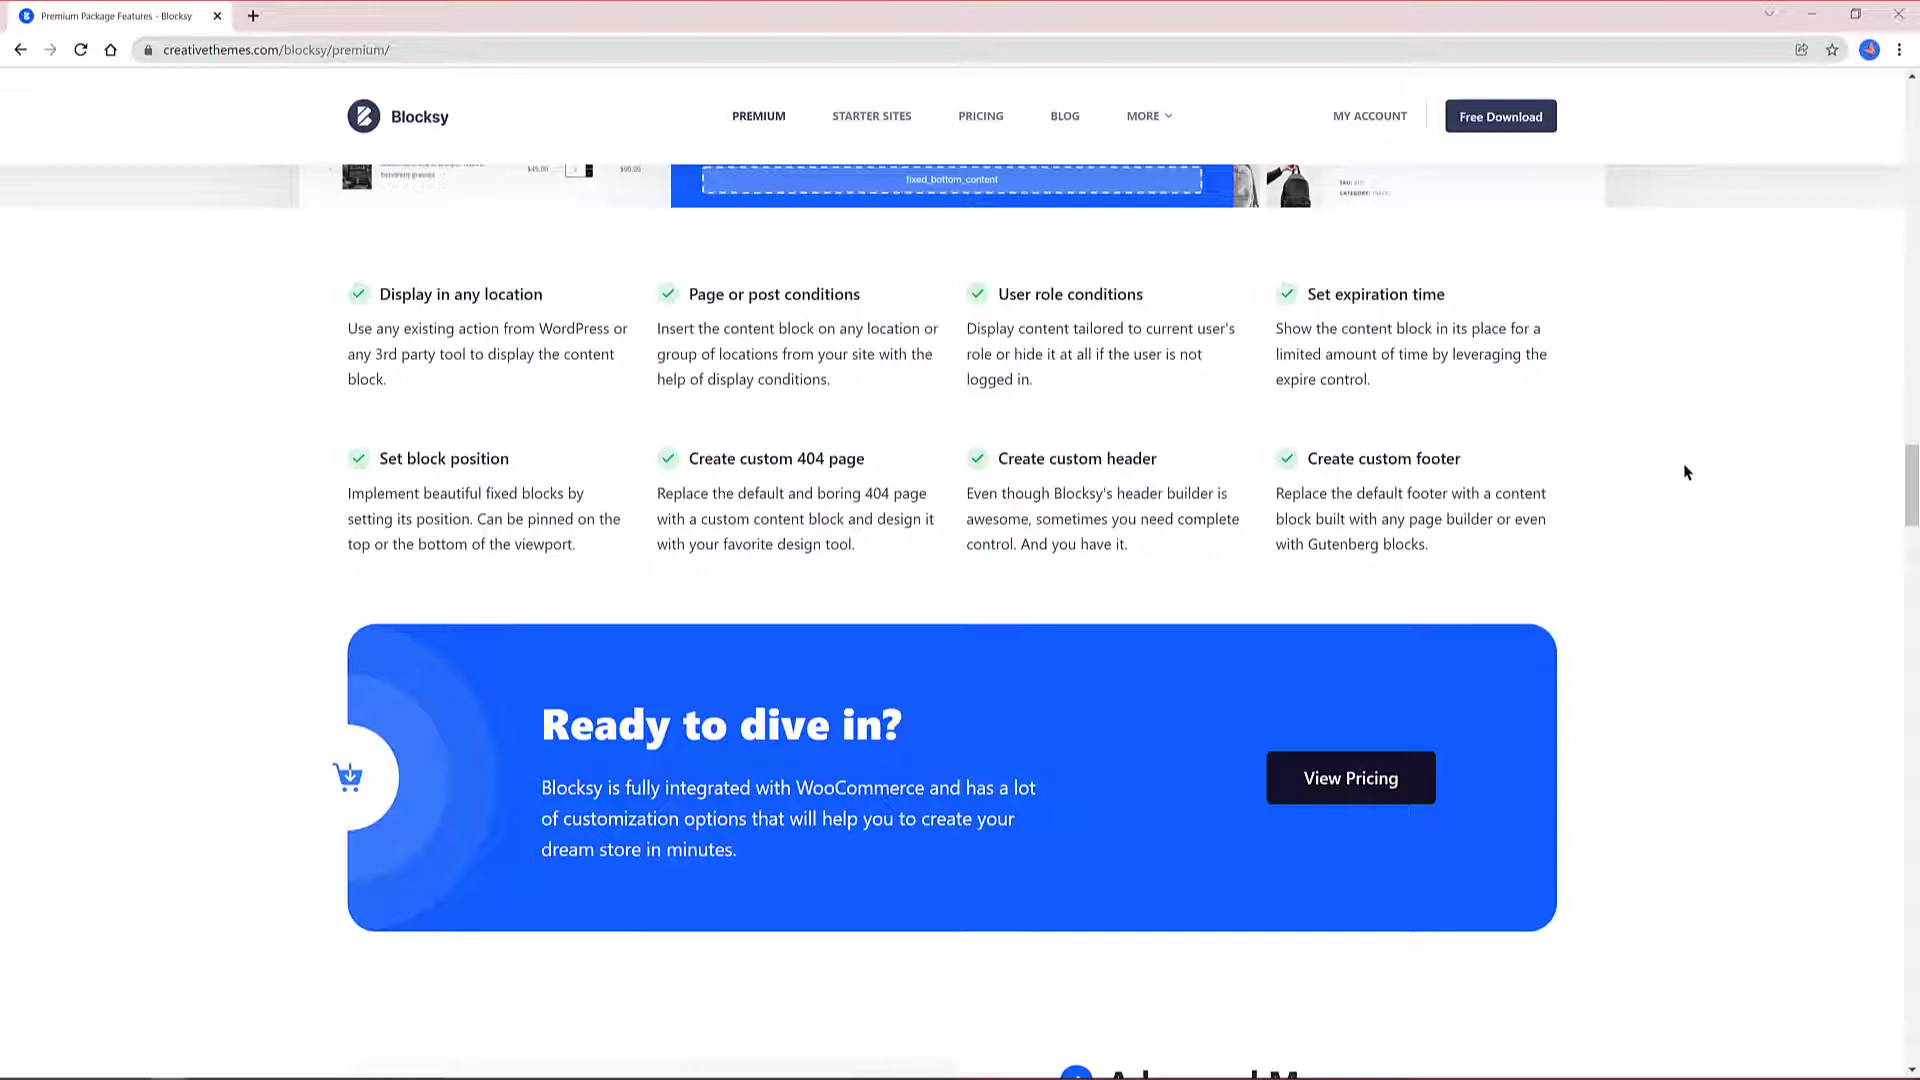 Premium Package Features - Blocksy
creativethemes.com/blocksy/premium/
Blocksy
PREMIUM
STARTER SITES
PRICING
BLOG
MORE
MY ACCOUNT
Free Download
$45.00
$90.00
fixed_bottom_content
Display in any location
Use any existing action from WordPress or
any 3rd party tool to display the content
block.
Page or post conditions
Insert the content block on any location or
group of locations from your site with the
help of display conditions.
User role conditions
Display content tailored to current user's
role or hide it at all if the user is not
logged in.
Set expiration time
Show the content block in its place for a
limited amount of time by leveraging the
expire control.
Set block position
Implement beautiful fixed blocks by
setting its position. Can be pinned on the
top or the bottom of the viewport.
Create custom 404 page
Replace the default and boring 404 page
with a custom content block and design it
with your favorite design tool.
Create custom header
Even though Blocksy's header builder is
awesome, sometimes you need complete
control. And you have it.
Create custom footer
Replace the default footer with a content
block built with any page builder or even
with Gutenberg blocks.
Ready to dive in?
Blocksy is fully integrated with WooCommerce and has a lot
of customization options that will help you to create your
dream store in minutes.
View Pricing